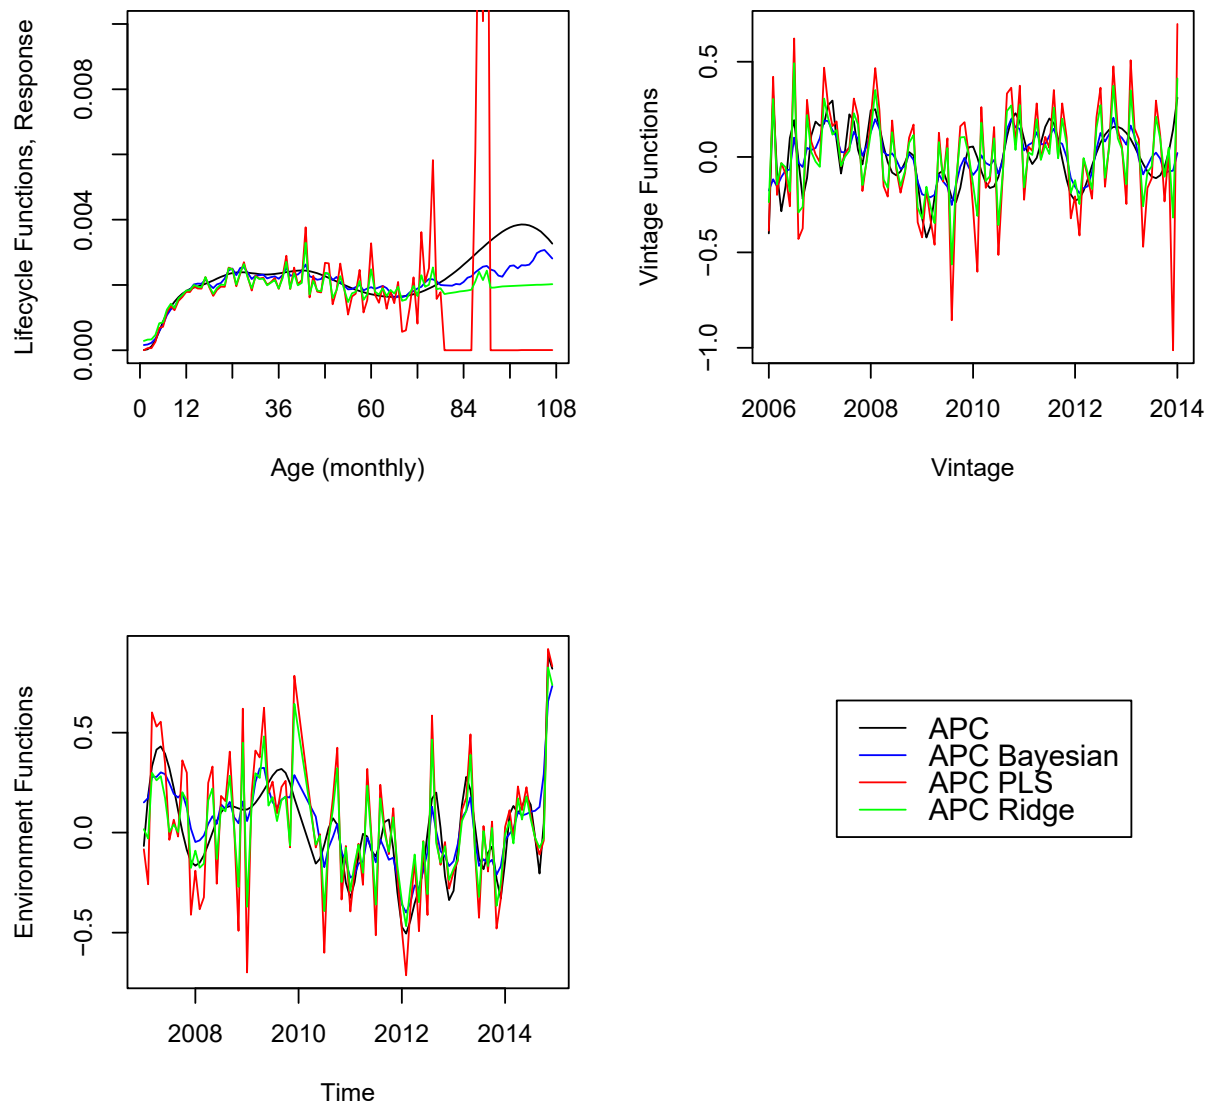 Lifecycle Functions, Response
0.000
0.004
0.008
0 12 36 60 84 108
Age (monthly)
Vintage Functions
−1.0
−0.5
0.0
0.5
2006 2008 2010 2012 2014
Vintage
Environment Functions
−0.5
0.0
0.5
2008 2010 2012 2014
Time
APC
APC Bayesian
APC PLS
APC Ridge